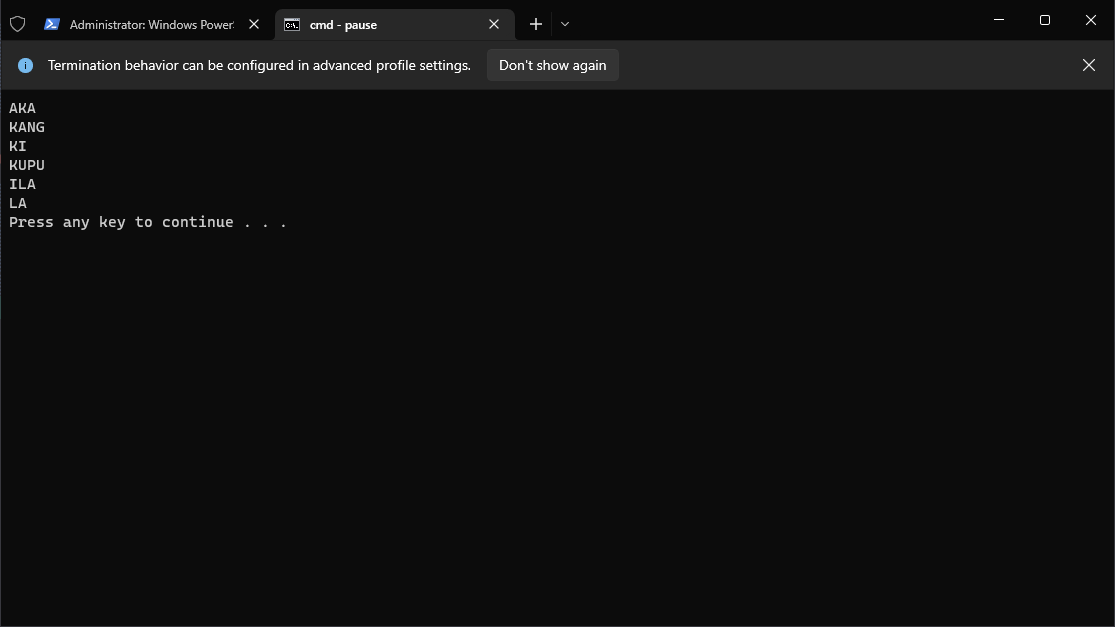 Administrator: Windows Power
cmd - pause
Termination behavior can be configured in advanced profile settings.
Don't show again
AKA
KANG
KI
KUPU
ILA
LA
Press any key to continue . . .